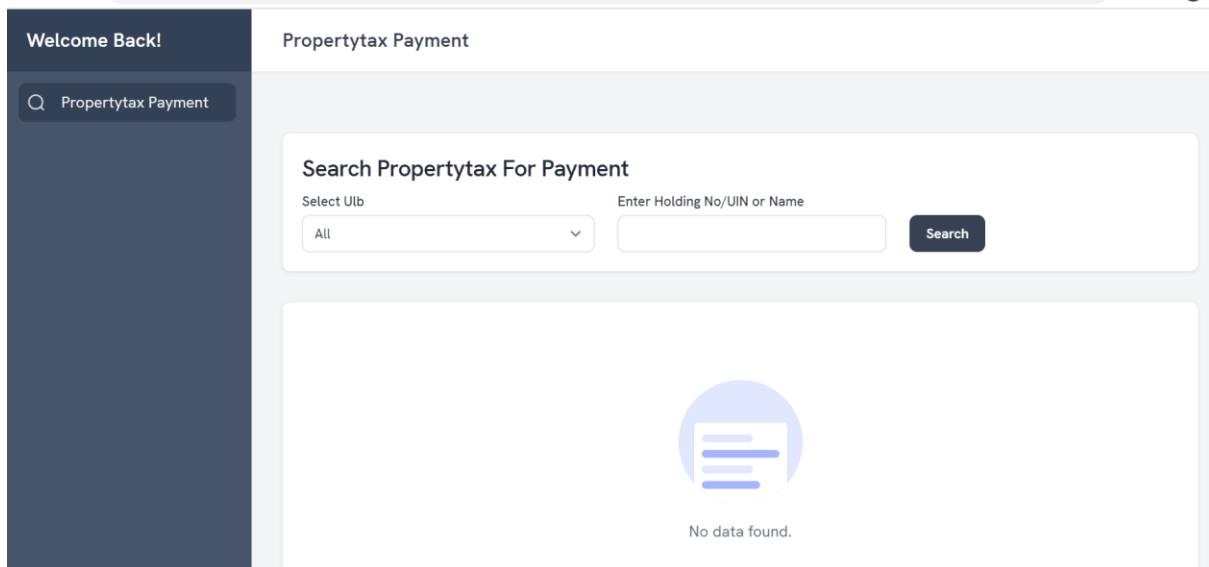 Welcome Back!
Propertytax Payment
Propertytax Payment
Search Propertytax For Payment
Select Ulb
Enter Holding No/UIN or Name
All
Search
No data found.